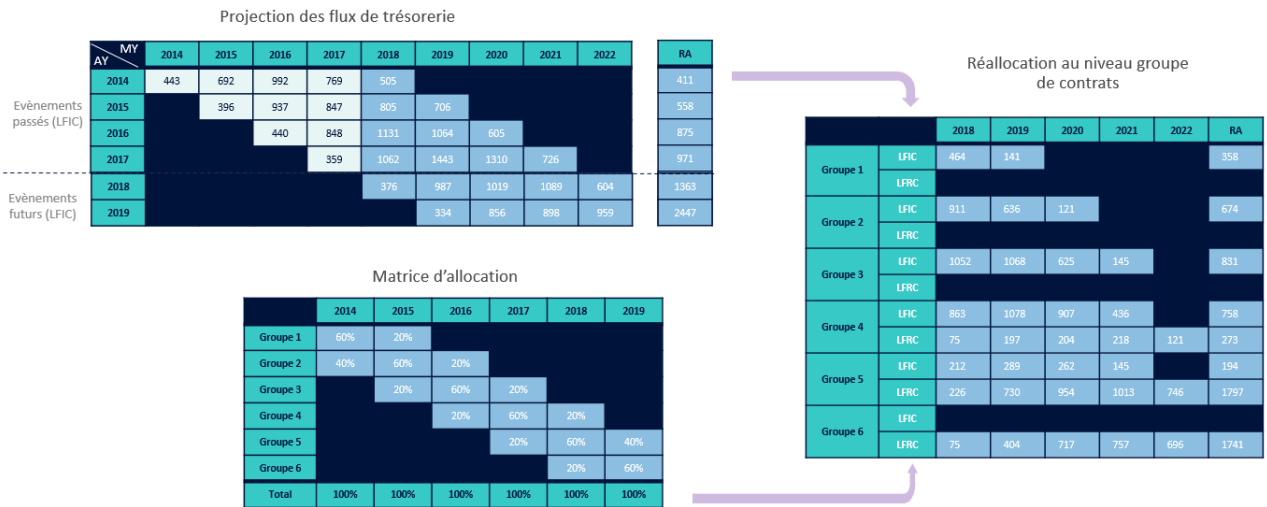 Projection des flux de trésorerie
MY
AY
2014 2015 2016 2017 2018 2019 2020 2021 2022 RA
2014 443 692 992 769 505 411
2015 396 937 847 805 706 558
2016 440 848 1131 1064 605 875
2017 359 1062 1443 1310 726 971
2018 376 987 1019 1089 604 1363
2019 334 856 898 959 2447
Evènements
passés (LFIC)
Evènements
futurs (LFIC)
Matrice d'allocation
2014 2015 2016 2017 2018 2019
Groupe 1 60% 20%
Groupe 2 40% 60% 20%
Groupe 3 20% 60% 20%
Groupe 4 20% 60% 20%
Groupe 5 20% 60% 40%
Groupe 6 20% 60%
Total 100% 100% 100% 100% 100% 100%
Réallocation au niveau groupe
de contrats
2018 2019 2020 2021 2022 RA
Groupe 1
LFIC 464 141 358
LFRC
Groupe 2
LFIC 911 636 121 674
LFRC
Groupe 3
LFIC 1052 1068 625 145 831
LFRC
Groupe 4
LFIC 863 1078 907 436 758
LFRC 75 197 204 218 121 273
Groupe 5
LFIC 212 289 262 145 194
LFRC 226 730 954 1013 746 1797
Groupe 6
LFIC
LFRC 75 404 717 757 696 1741